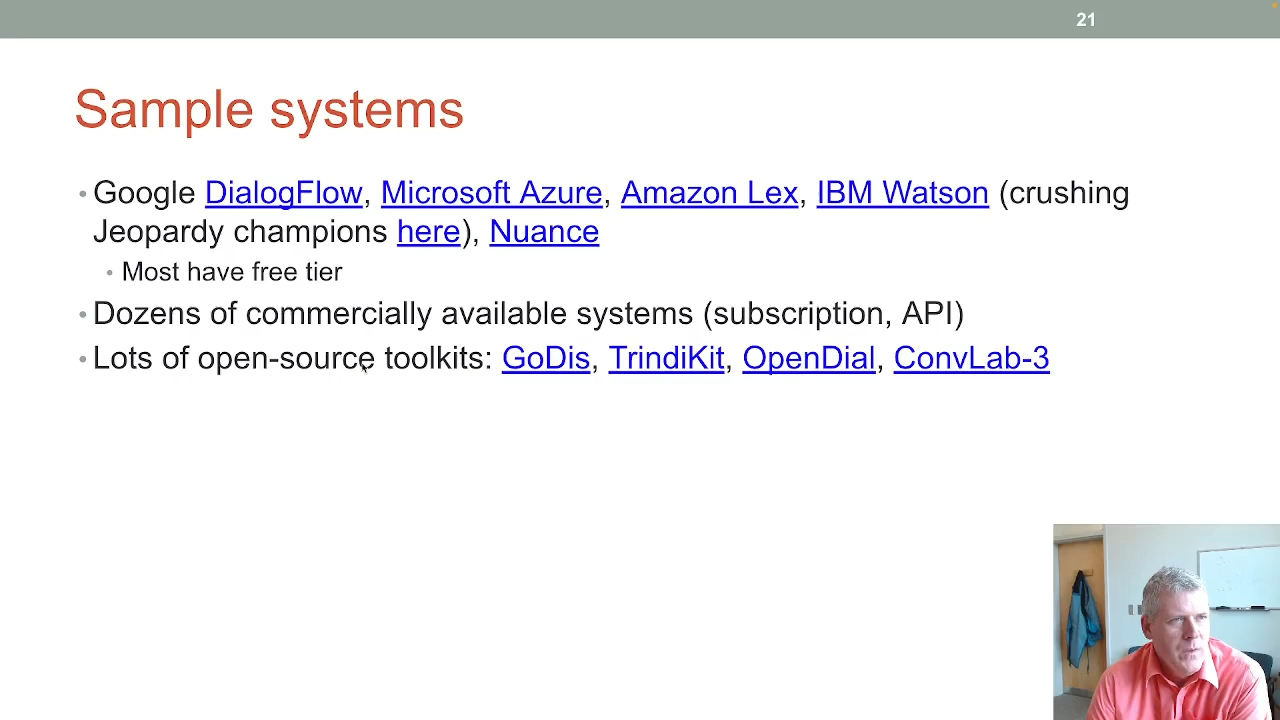 21
Sample systems
• Google DialogFlow, Microsoft Azure, Amazon Lex, IBM Watson (crushing
Jeopardy champions here), Nuance
• Most have free tier
• Dozens of commercially available systems (subscription, API)
• Lots of open-source toolkits: GoDis, TrindiKit, OpenDial, ConvLab-3